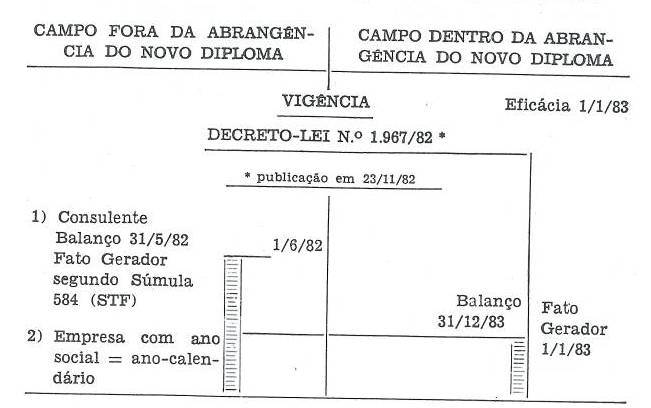 CAMPO FORA DA ABRANGÊN-
CIA DO NOVO DIPLOMA
CAMPO DENTRO DA ABRAN-
GÊNCIA DO NOVO DIPLOMA
VIGÊNCIA
Eficácia 1/1/83
DECRETO-LEI N.º 1.967/82 *
* publicação em 23/11/82
1) Consulente
Balanço 31/5/82
Fato Gerador
segundo Súmula
584 (STF)
1/6/82
2) Empresa com ano
social = ano-calen-
dário
Balanço
31/12/83
Fato
Gerador
1/1/83